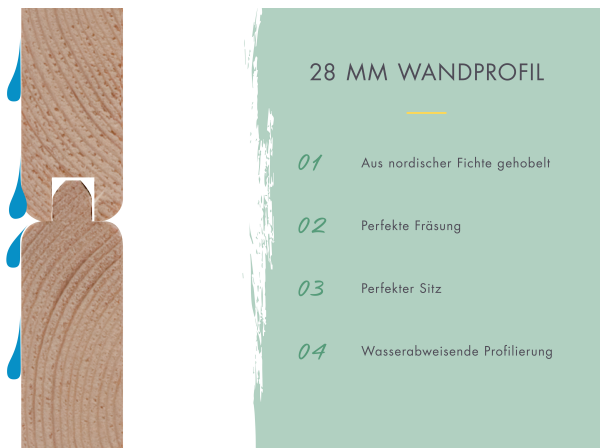 28 MM WANDPROFIL
01 Aus nordischer Fichte gehobelt
02 Perfekte Fräsung
03 Perfekter Sitz
04 Wasserabweisende Profilierung